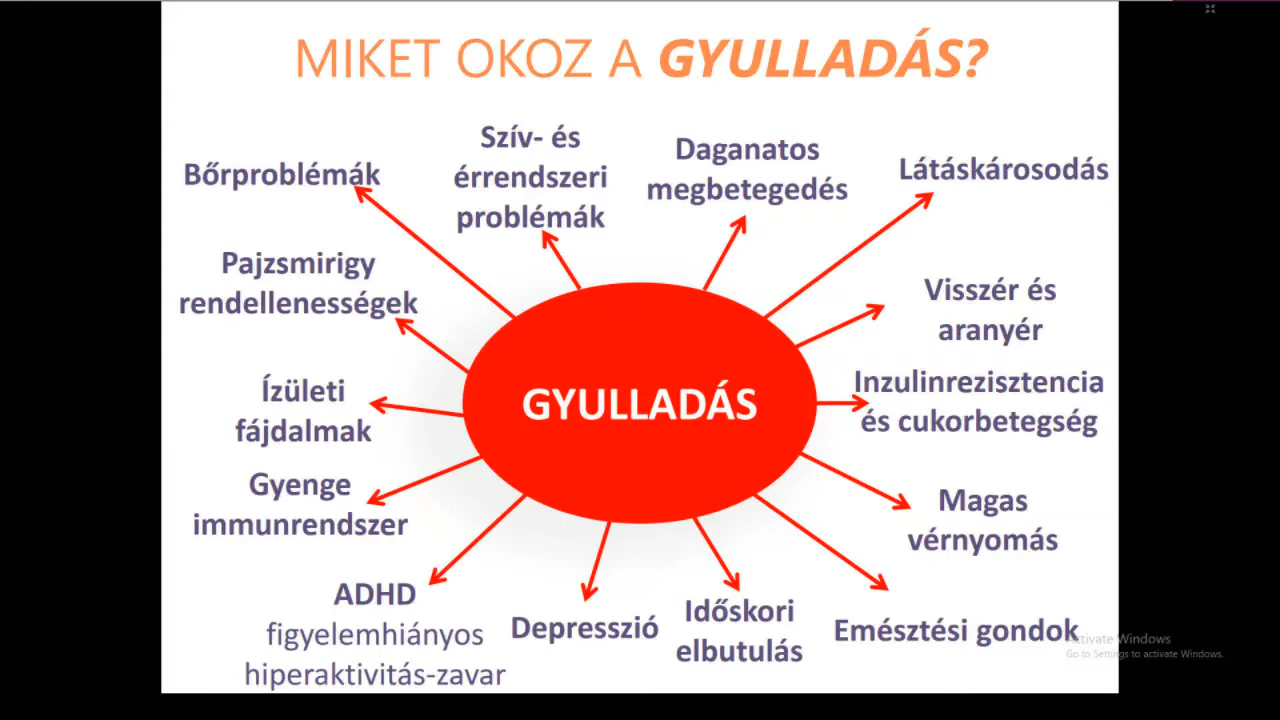 MIKET OKOZ A GYULLADÁS?
Bőrproblémák
Szív- és
érrendszeri
problémák
Daganatos
megbetegedés
Látáskárosodás
Pajzsmirigy
rendellenességek
Visszér és
aranyér
Ízületi
fájdalmak
GYULLADÁS
Inzulinrezisztencia
és cukorbetegség
Gyenge
immunrendszer
Magas
vérnyomás
ADHD
figyelemhiányos
hiperaktivitás-zavar
Depresszió
Időskori
elbutulás
Emésztési gondok
Activate Windows
Go to Settings to activate Windows.